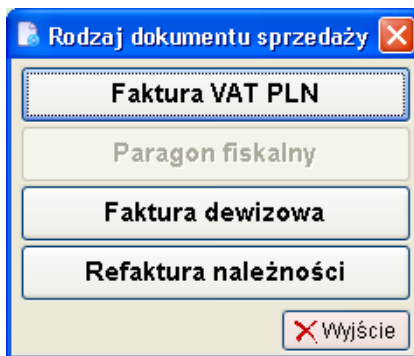 Rodzaj dokumentu sprzedaży
Faktura VAT PLN
Paragon fiskalny
Faktura dewizowa
Refaktura należności
Wyjście